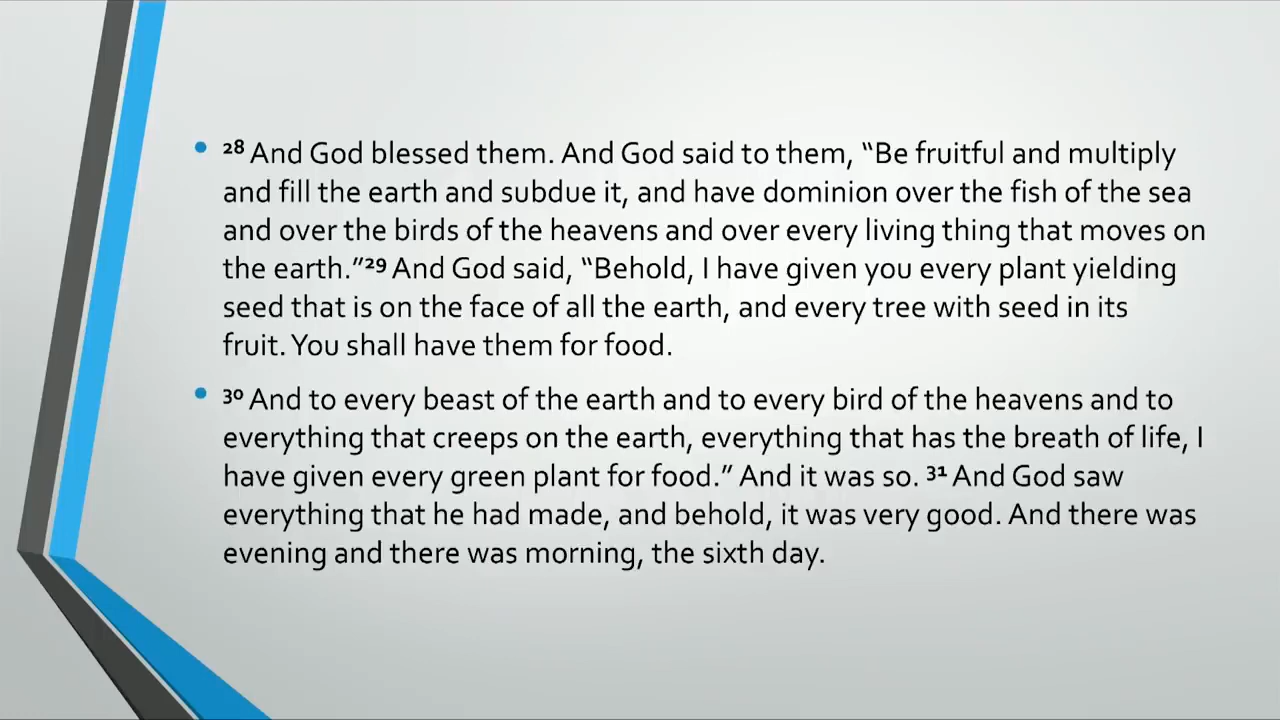 • ²⁸ And God blessed them. And God said to them, “Be fruitful and multiply
and fill the earth and subdue it, and have dominion over the fish of the sea
and over the birds of the heavens and over every living thing that moves on
the earth.”²⁹ And God said, “Behold, I have given you every plant yielding
seed that is on the face of all the earth, and every tree with seed in its
fruit. You shall have them for food.
• ³⁰ And to every beast of the earth and to every bird of the heavens and to
everything that creeps on the earth, everything that has the breath of life, I
have given every green plant for food.” And it was so. ³¹ And God saw
everything that he had made, and behold, it was very good. And there was
evening and there was morning, the sixth day.